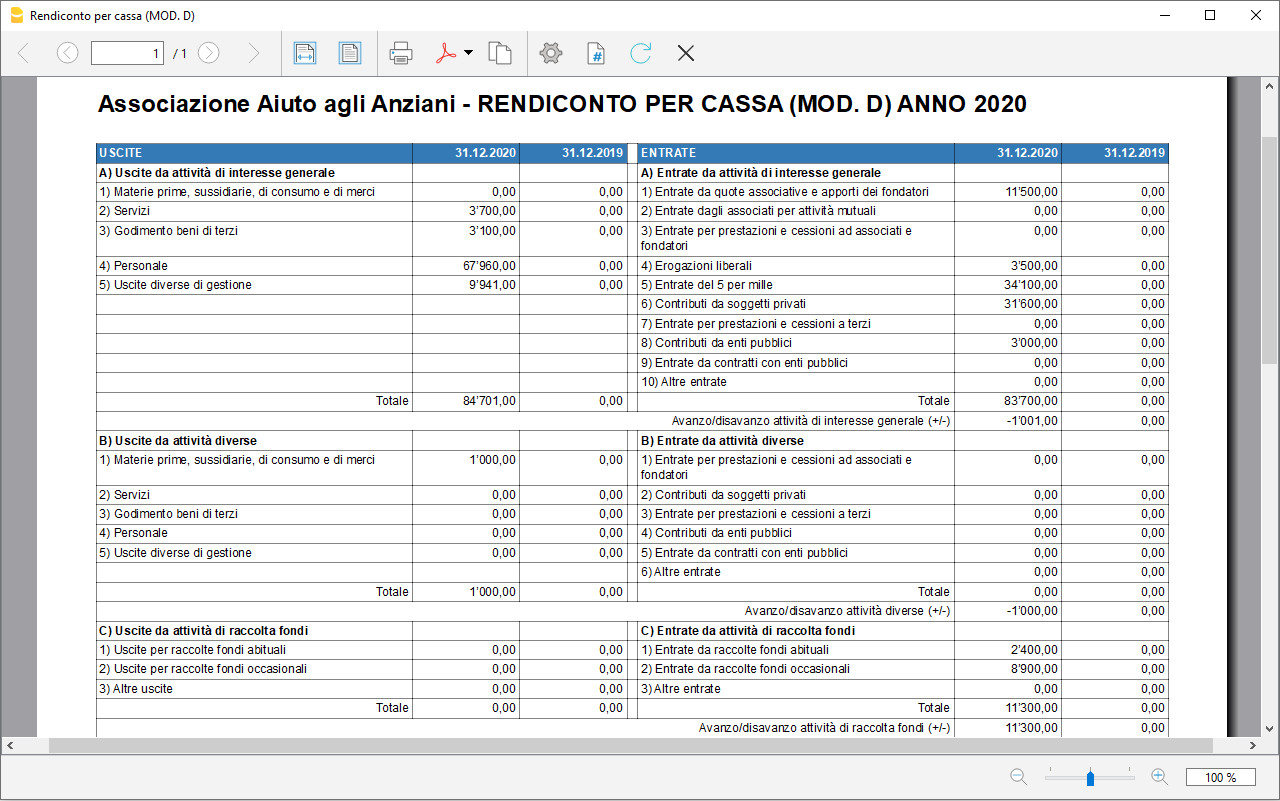 Rendiconto per cassa (MOD. D)
1 / 1
Associazione Aiuto agli Anziani - RENDICONTO PER CASSA (MOD. D) ANNO 2020
USCITE 31.12.2020 31.12.2019 ENTRATE 31.12.2020 31.12.2019
A) Uscite da attività di interesse generale A) Entrate da attività di interesse generale
1) Materie prime, sussidiarie, di consumo e di merci 0,00 0,00 1) Entrate da quote associative e apporti dei fondatori 11'500,00 0,00
2) Servizi 3'700,00 0,00 2) Entrate dagli associati per attività mutuali 0,00 0,00
3) Godimento beni di terzi 3'100,00 0,00 3) Entrate per prestazioni e cessioni ad associati e 0,00 0,00
fondatori
4) Personale 67'960,00 0,00 4) Erogazioni liberali 3'500,00 0,00
5) Uscite diverse di gestione 9'941,00 0,00 5) Entrate del 5 per mille 34'100,00 0,00
6) Contributi da soggetti privati 31'600,00 0,00
7) Entrate per prestazioni e cessioni a terzi 0,00 0,00
8) Contributi da enti pubblici 3'000,00 0,00
9) Entrate da contratti con enti pubblici 0,00 0,00
10) Altre entrate 0,00 0,00
Totale 84'701,00 0,00 Totale 83'700,00 0,00
Avanzo/disavanzo attività di interesse generale (+/-) -1'001,00 0,00
B) Uscite da attività diverse B) Entrate da attività diverse
1) Materie prime, sussidiarie, di consumo e di merci 1'000,00 0,00 1) Entrate per prestazioni e cessioni ad associati e 0,00 0,00
fondatori
2) Servizi 0,00 0,00 2) Contributi da soggetti privati 0,00 0,00
3) Godimento beni di terzi 0,00 0,00 3) Entrate per prestazioni e cessioni a terzi 0,00 0,00
4) Personale 0,00 0,00 4) Contributi da enti pubblici 0,00 0,00
5) Uscite diverse di gestione 0,00 0,00 5) Entrate da contratti con enti pubblici 0,00 0,00
6) Altre entrate 0,00 0,00
Totale 1'000,00 0,00 Totale 0,00 0,00
Avanzo/disavanzo attività diverse (+/-) -1'000,00 0,00
C) Uscite da attività di raccolta fondi C) Entrate da attività di raccolta fondi
1) Uscite per raccolte fondi abituali 0,00 0,00 1) Entrate da raccolte fondi abituali 2'400,00 0,00
2) Uscite per raccolte fondi occasionali 0,00 0,00 2) Entrate da raccolte fondi occasionali 8'900,00 0,00
3) Altre uscite 0,00 0,00 3) Altre entrate 0,00 0,00
Totale 0,00 0,00 Totale 11'300,00 0,00
Avanzo/disavanzo attività di raccolta fondi (+/-) 11'300,00 0,00
100 %